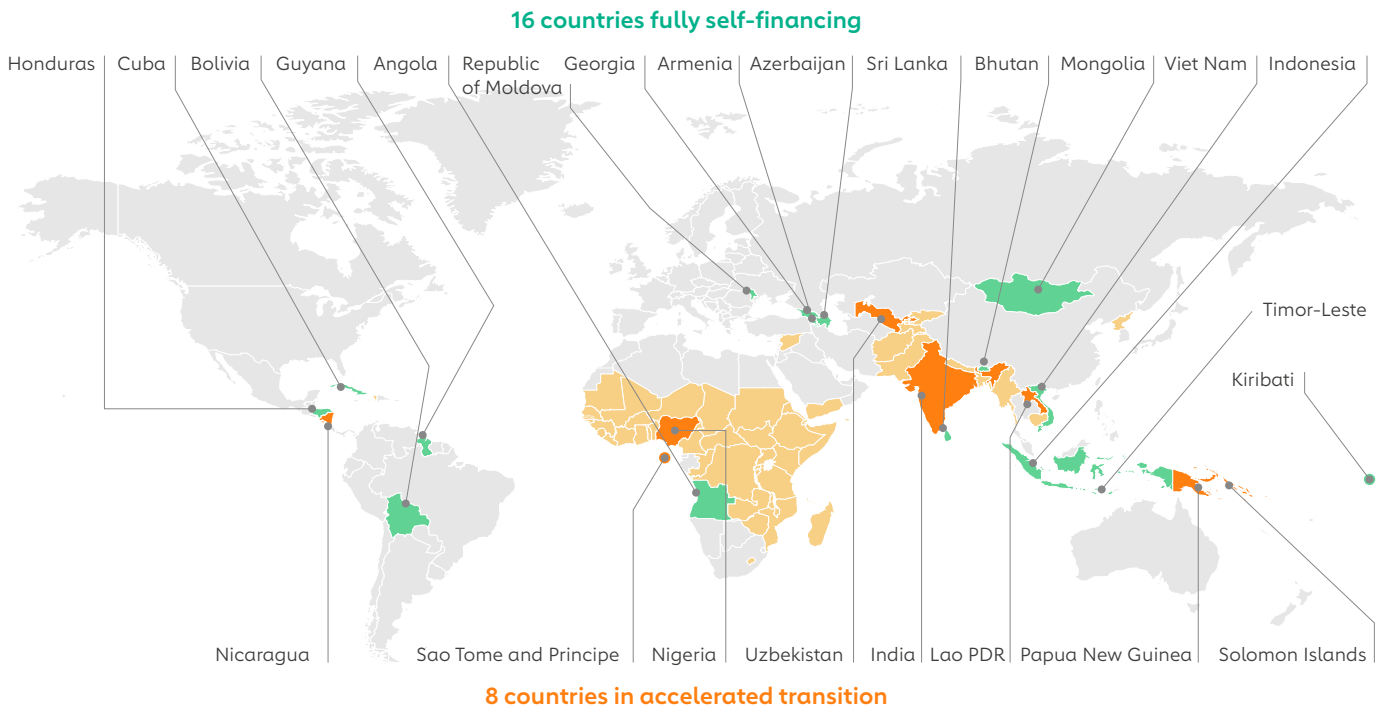 16 countries fully self-financing
Honduras
Cuba
Bolivia
Guyana
Angola
Republic
of Moldova
Georgia
Armenia
Azerbaijan
Sri Lanka
Bhutan
Mongolia
Viet Nam
Indonesia
Timor-Leste
Kiribati
Nicaragua
Sao Tome and Principe
Nigeria
Uzbekistan
India
Lao PDR
Papua New Guinea
Solomon Islands
8 countries in accelerated transition